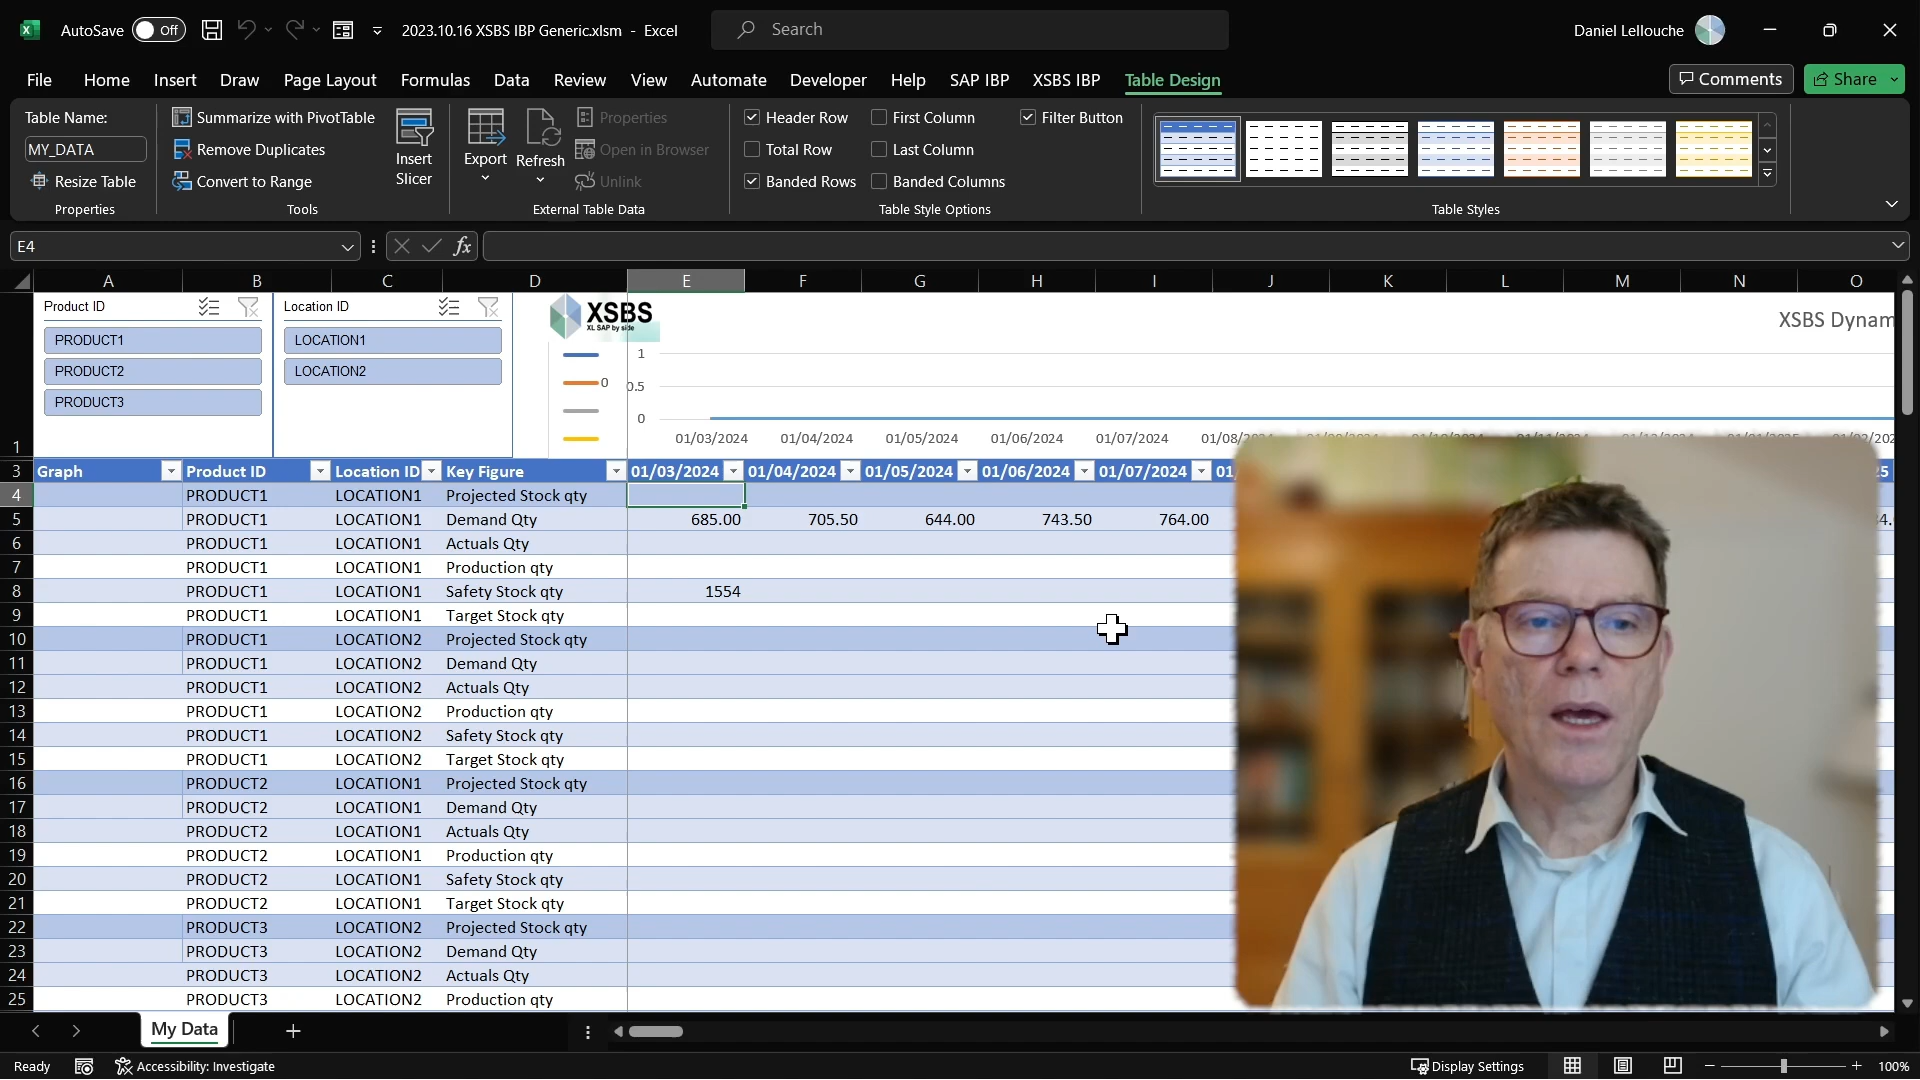 AutoSave Off 2023.10.16 XSBS IBP Generic.xlsm - Excel Search Daniel Lellouche
File Home Insert Draw Page Layout Formulas Data Review View Automate Developer Help SAP IBP XSBS IBP Table Design Comments Share
Table Name:
MY_DATA
Resize Table
Properties
Summarize with PivotTable
Remove Duplicates
Convert to Range
Tools
Insert
Slicer
Export
Refresh
Properties
Open in Browser
Unlink
External Table Data
Header Row First Column Filter Button
Total Row Last Column
Banded Rows Banded Columns
Table Style Options
Table Styles
E4 fx
A B C D E F G H I J K L M N O
Product ID
PRODUCT1
PRODUCT2
PRODUCT3
Location ID
LOCATION1
LOCATION2
XSBS
XL SAP by side
XSBS Dynam
1
0 0.5
0
01/03/2024 01/04/2024 01/05/2024 01/06/2024 01/07/2024 01/08/
1
3 Graph Product ID Location ID Key Figure 01/03/2024 01/04/2024 01/05/2024 01/06/2024 01/07/2024 01
4 PRODUCT1 LOCATION1 Projected Stock qty
5 PRODUCT1 LOCATION1 Demand Qty 685.00 705.50 644.00 743.50 764.00
6 PRODUCT1 LOCATION1 Actuals Qty
7 PRODUCT1 LOCATION1 Production qty
8 PRODUCT1 LOCATION1 Safety Stock qty 1554
9 PRODUCT1 LOCATION1 Target Stock qty
10 PRODUCT1 LOCATION2 Projected Stock qty
11 PRODUCT1 LOCATION2 Demand Qty
12 PRODUCT1 LOCATION2 Actuals Qty
13 PRODUCT1 LOCATION2 Production qty
14 PRODUCT1 LOCATION2 Safety Stock qty
15 PRODUCT1 LOCATION2 Target Stock qty
16 PRODUCT2 LOCATION1 Projected Stock qty
17 PRODUCT2 LOCATION1 Demand Qty
18 PRODUCT2 LOCATION1 Actuals Qty
19 PRODUCT2 LOCATION1 Production qty
20 PRODUCT2 LOCATION1 Safety Stock qty
21 PRODUCT2 LOCATION1 Target Stock qty
22 PRODUCT3 LOCATION2 Projected Stock qty
23 PRODUCT3 LOCATION2 Demand Qty
24 PRODUCT3 LOCATION2 Actuals Qty
25 PRODUCT3 LOCATION2 Production qty
My Data
Ready Accessibility: Investigate Display Settings 100%